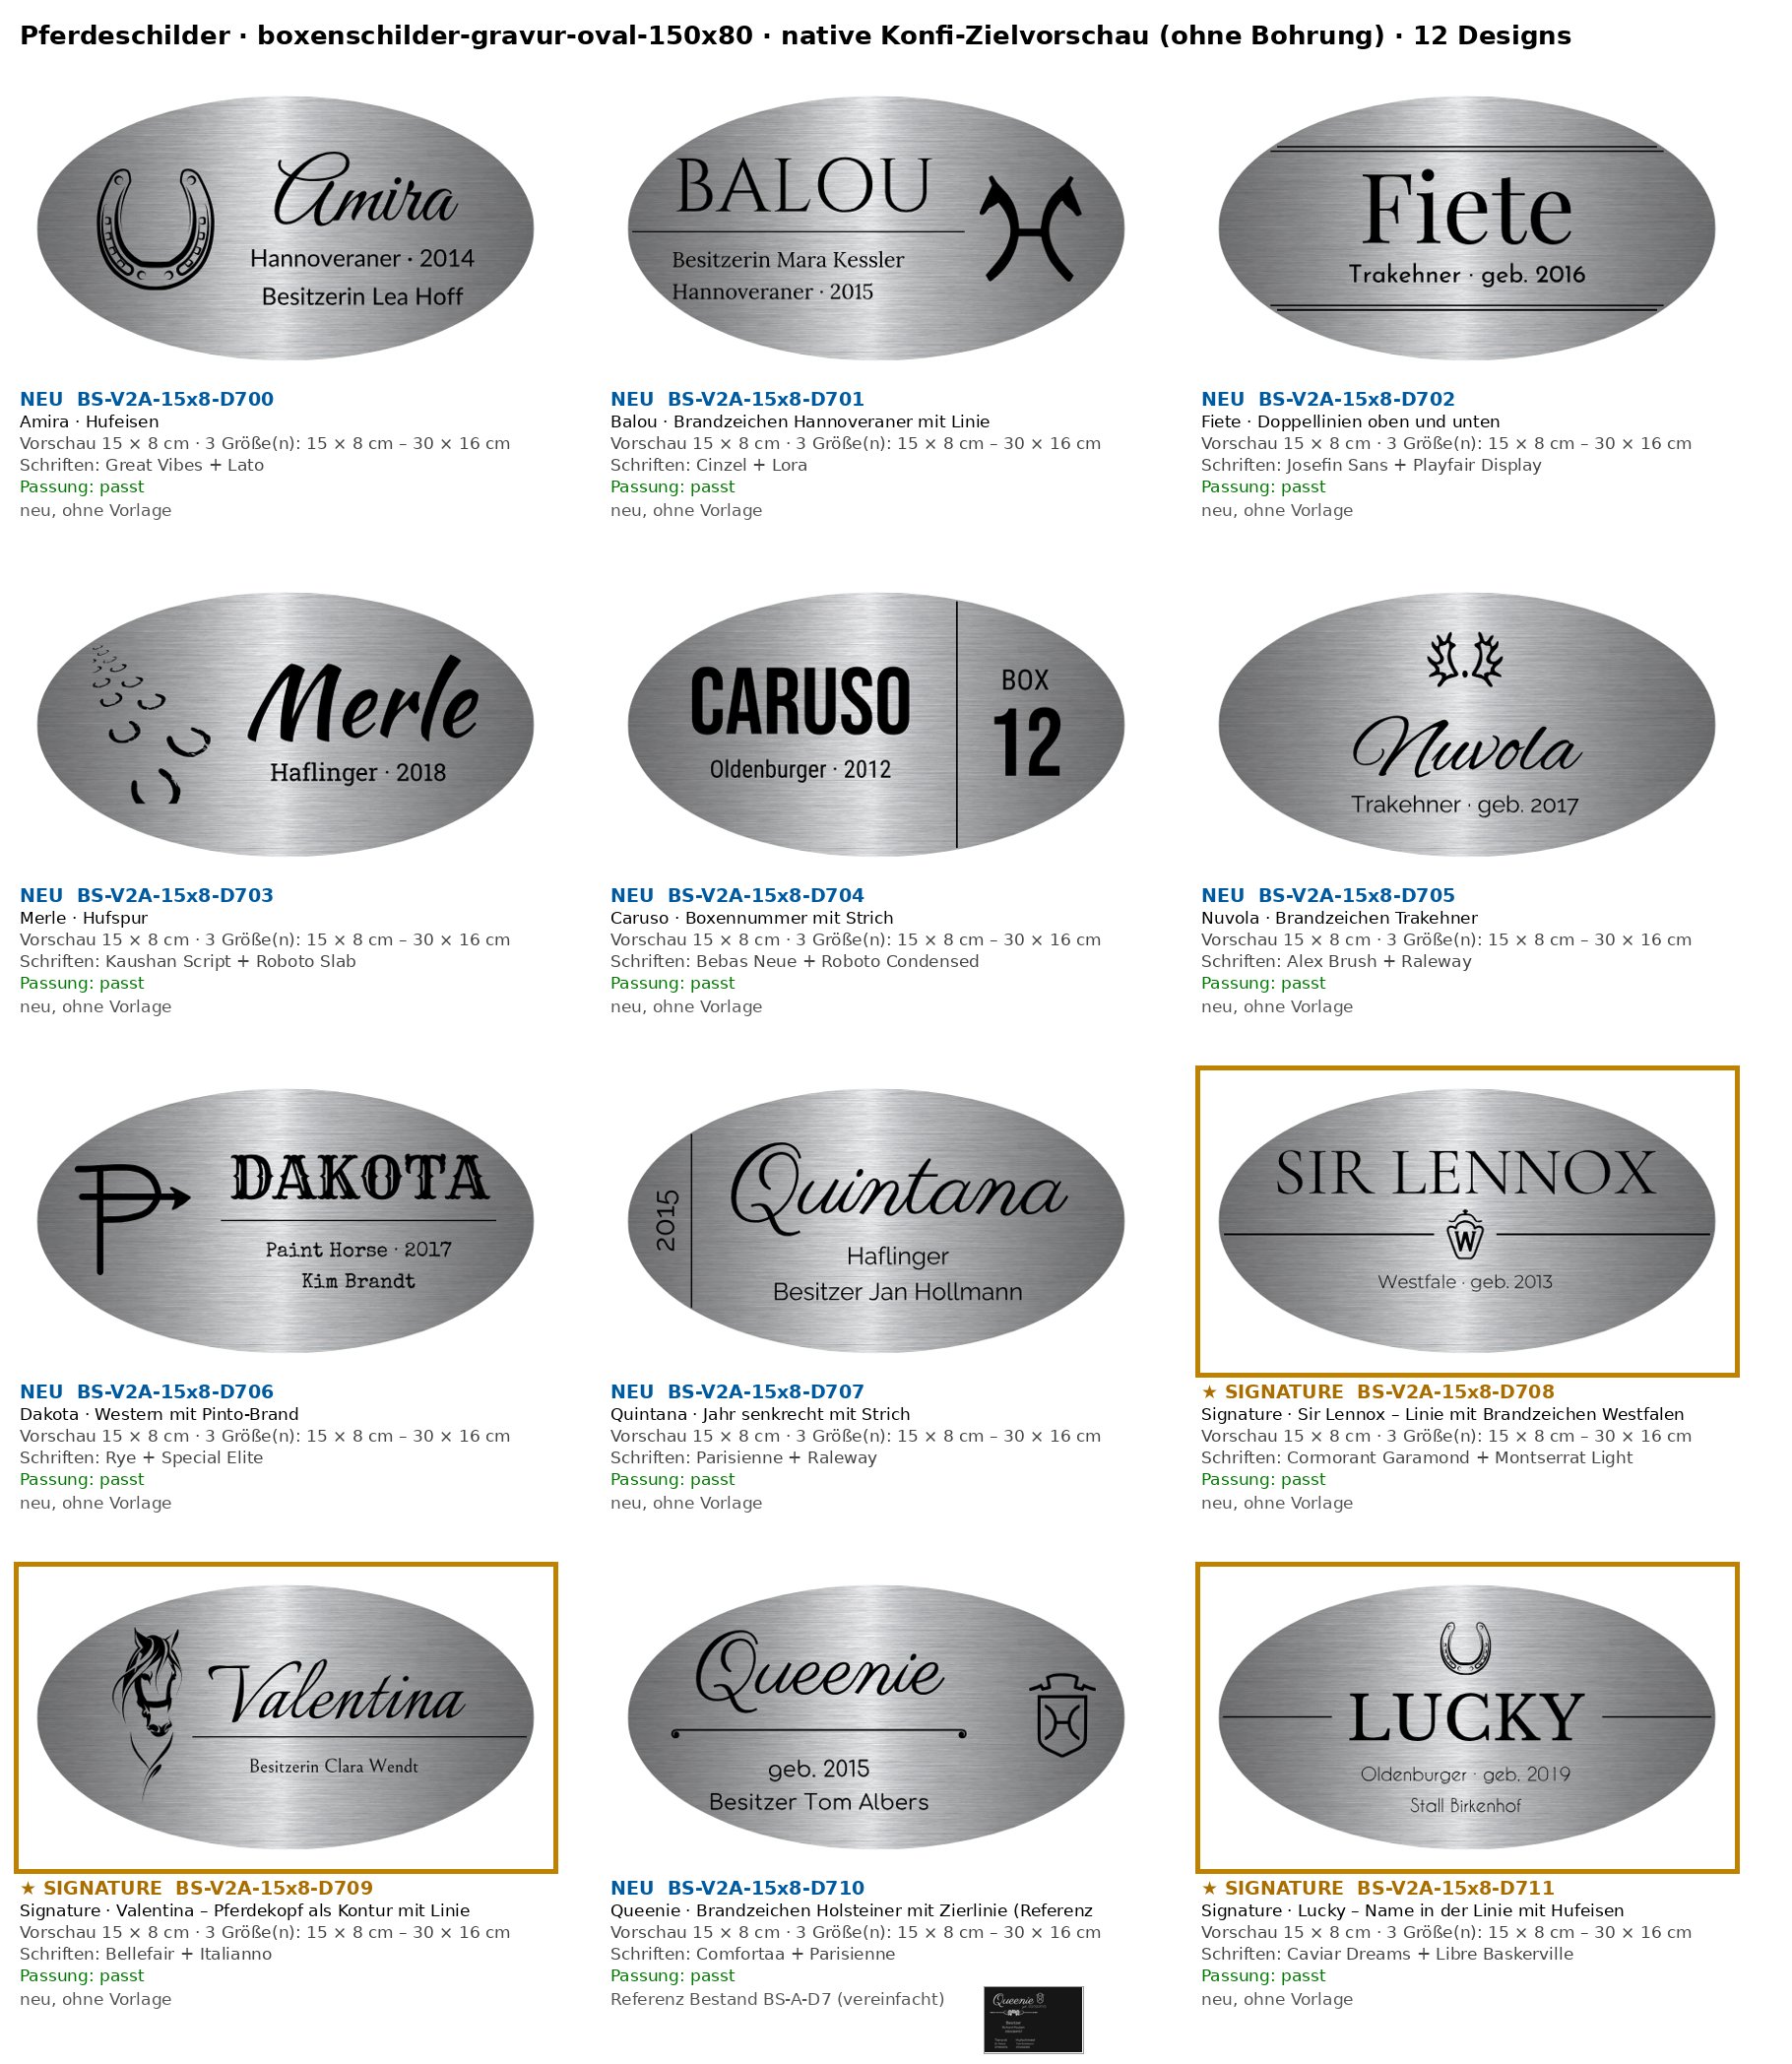 Pferdeschilder · boxenschilder-gravur-oval-150x80 · native Konfi-Zielvorschau (ohne Bohrung) · 12 Designs
Amira
Hannoveraner · 2014
Besitzerin Lea Hoff
NEU BS-V2A-15x8-D700
Amira · Hufeisen
Vorschau 15 × 8 cm · 3 Größe(n): 15 × 8 cm – 30 × 16 cm
Schriften: Great Vibes + Lato
Passung: passt
neu, ohne Vorlage
BALOU
Besitzerin Mara Kessler
Hannoveraner · 2015
NEU BS-V2A-15x8-D701
Balou · Brandzeichen Hannoveraner mit Linie
Vorschau 15 × 8 cm · 3 Größe(n): 15 × 8 cm – 30 × 16 cm
Schriften: Cinzel + Lora
Passung: passt
neu, ohne Vorlage
Fiete
Trakehner · geb. 2016
NEU BS-V2A-15x8-D702
Fiete · Doppellinien oben und unten
Vorschau 15 × 8 cm · 3 Größe(n): 15 × 8 cm – 30 × 16 cm
Schriften: Josefin Sans + Playfair Display
Passung: passt
neu, ohne Vorlage
Merle
Haflinger · 2018
NEU BS-V2A-15x8-D703
Merle · Hufspur
Vorschau 15 × 8 cm · 3 Größe(n): 15 × 8 cm – 30 × 16 cm
Schriften: Kaushan Script + Roboto Slab
Passung: passt
neu, ohne Vorlage
CARUSO
Oldenburger · 2012
BOX
12
NEU BS-V2A-15x8-D704
Caruso · Boxennummer mit Strich
Vorschau 15 × 8 cm · 3 Größe(n): 15 × 8 cm – 30 × 16 cm
Schriften: Bebas Neue + Roboto Condensed
Passung: passt
neu, ohne Vorlage
Nuvola
Trakehner · geb. 2017
NEU BS-V2A-15x8-D705
Nuvola · Brandzeichen Trakehner
Vorschau 15 × 8 cm · 3 Größe(n): 15 × 8 cm – 30 × 16 cm
Schriften: Alex Brush + Raleway
Passung: passt
neu, ohne Vorlage
DAKOTA
Paint Horse · 2017
Kim Brandt
NEU BS-V2A-15x8-D706
Dakota · Western mit Pinto-Brand
Vorschau 15 × 8 cm · 3 Größe(n): 15 × 8 cm – 30 × 16 cm
Schriften: Rye + Special Elite
Passung: passt
neu, ohne Vorlage
2015
Quintana
Haflinger
Besitzer Jan Hollmann
NEU BS-V2A-15x8-D707
Quintana · Jahr senkrecht mit Strich
Vorschau 15 × 8 cm · 3 Größe(n): 15 × 8 cm – 30 × 16 cm
Schriften: Parisienne + Raleway
Passung: passt
neu, ohne Vorlage
SIR LENNOX
W
Westfale · geb. 2013
★ SIGNATURE BS-V2A-15x8-D708
Signature · Sir Lennox – Linie mit Brandzeichen Westfalen
Vorschau 15 × 8 cm · 3 Größe(n): 15 × 8 cm – 30 × 16 cm
Schriften: Cormorant Garamond + Montserrat Light
Passung: passt
neu, ohne Vorlage
Valentina
Besitzerin Clara Wendt
★ SIGNATURE BS-V2A-15x8-D709
Signature · Valentina – Pferdekopf als Kontur mit Linie
Vorschau 15 × 8 cm · 3 Größe(n): 15 × 8 cm – 30 × 16 cm
Schriften: Bellefair + Italianno
Passung: passt
neu, ohne Vorlage
Queenie
geb. 2015
Besitzer Tom Albers
NEU BS-V2A-15x8-D710
Queenie · Brandzeichen Holsteiner mit Zierlinie (Referenz
Vorschau 15 × 8 cm · 3 Größe(n): 15 × 8 cm – 30 × 16 cm
Schriften: Comfortaa + Parisienne
Passung: passt
Referenz Bestand BS-A-D7 (vereinfacht)
Queenie
LUCKY
Oldenburger · geb. 2019
Stall Birkenhof
★ SIGNATURE BS-V2A-15x8-D711
Signature · Lucky – Name in der Linie mit Hufeisen
Vorschau 15 × 8 cm · 3 Größe(n): 15 × 8 cm – 30 × 16 cm
Schriften: Caviar Dreams + Libre Baskerville
Passung: passt
neu, ohne Vorlage